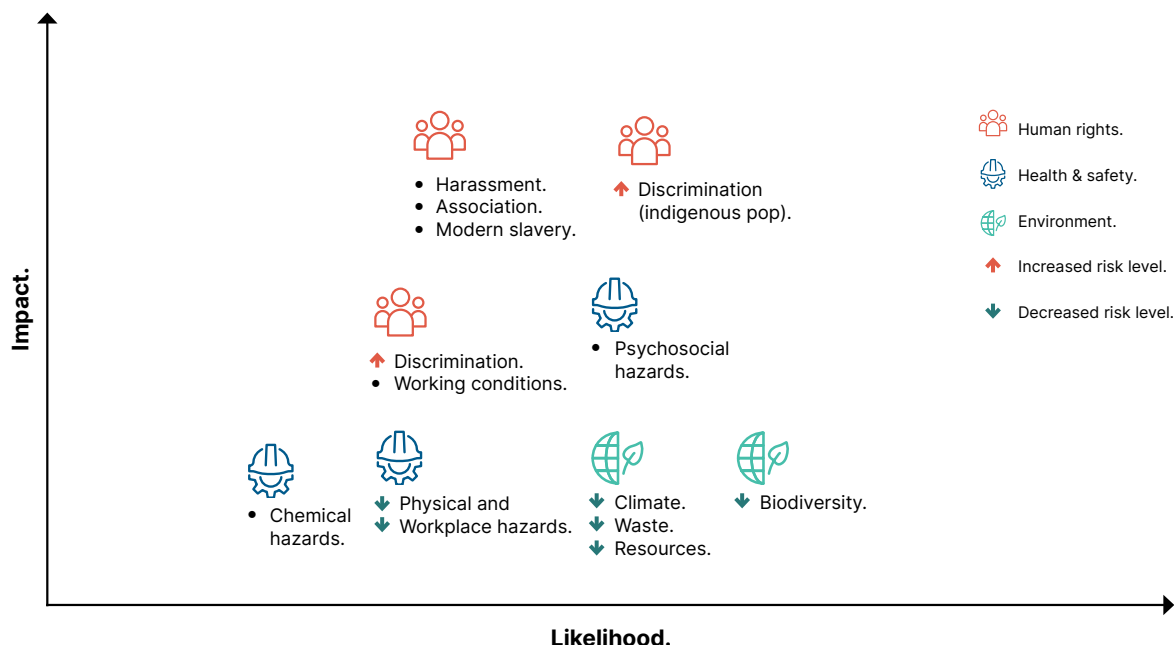 Impact.
• Harassment.
• Association.
• Modern slavery.
Discrimination
(indigenous pop).
Discrimination.
• Working conditions.
• Psychosocial
hazards.
• Chemical
hazards.
Physical and
Workplace hazards.
Climate.
Waste.
Resources.
Biodiversity.
Human rights.
Health & safety.
Environment.
Increased risk level.
Decreased risk level.
Likelihood.